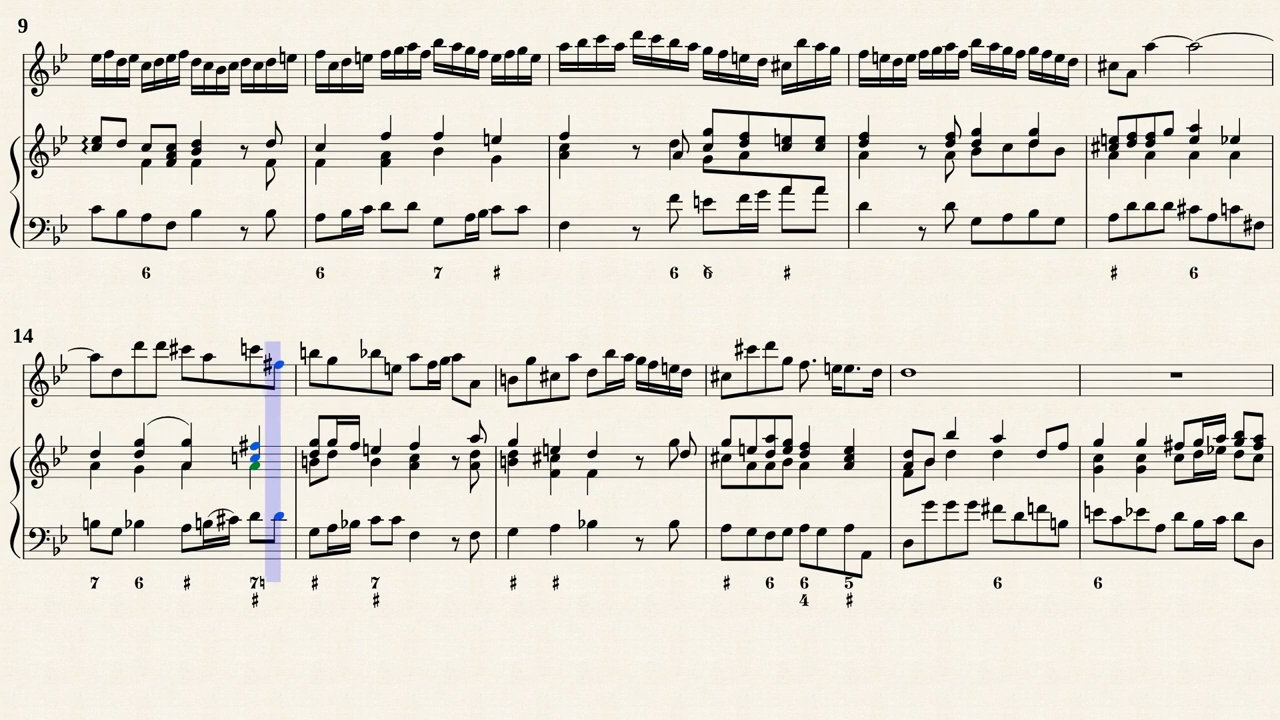 9
6 6 7 ♯ 6 6 ♯ ♯ 6
14
7 6 ♯ 7♮ ♯ 7 ♯ ♯ ♯ 6 6 5 6 6
♯ ♯ 4 ♯